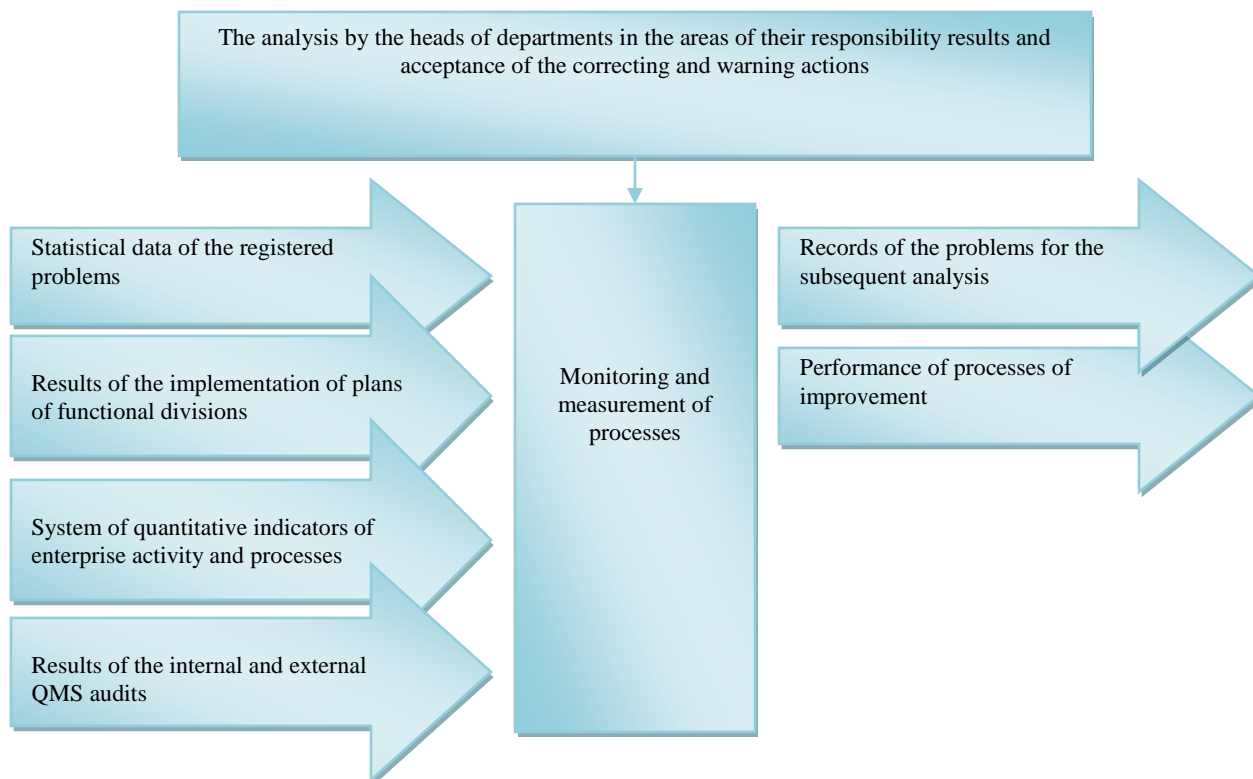 The analysis by the heads of departments in the areas of their responsibility results and
acceptance of the correcting and warning actions
Statistical data of the registered
problems
Results of the implementation of plans
of functional divisions
System of quantitative indicators of
enterprise activity and processes
Results of the internal and external
QMS audits
Monitoring and
measurement of
processes
Records of the problems for the
subsequent analysis
Performance of processes of
improvement